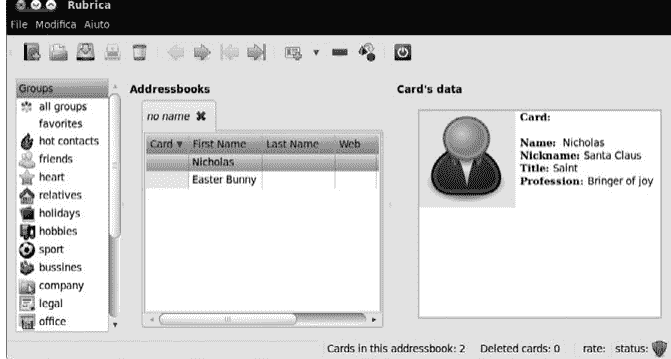 Rubrica
File Modifica Aiuto
Groups
all groups
favorites
hot contacts
friends
heart
relatives
holidays
hobbies
sport
bussines
company
legal
office
Addressbooks
no name
Card First Name Last Name Web
Nicholas
Easter Bunny
Card's data
Card:
Name: Nicholas
Nickname: Santa Claus
Title: Saint
Profession: Bringer of joy
Cards in this addressbook: 2 Deleted cards: 0 rate: status: